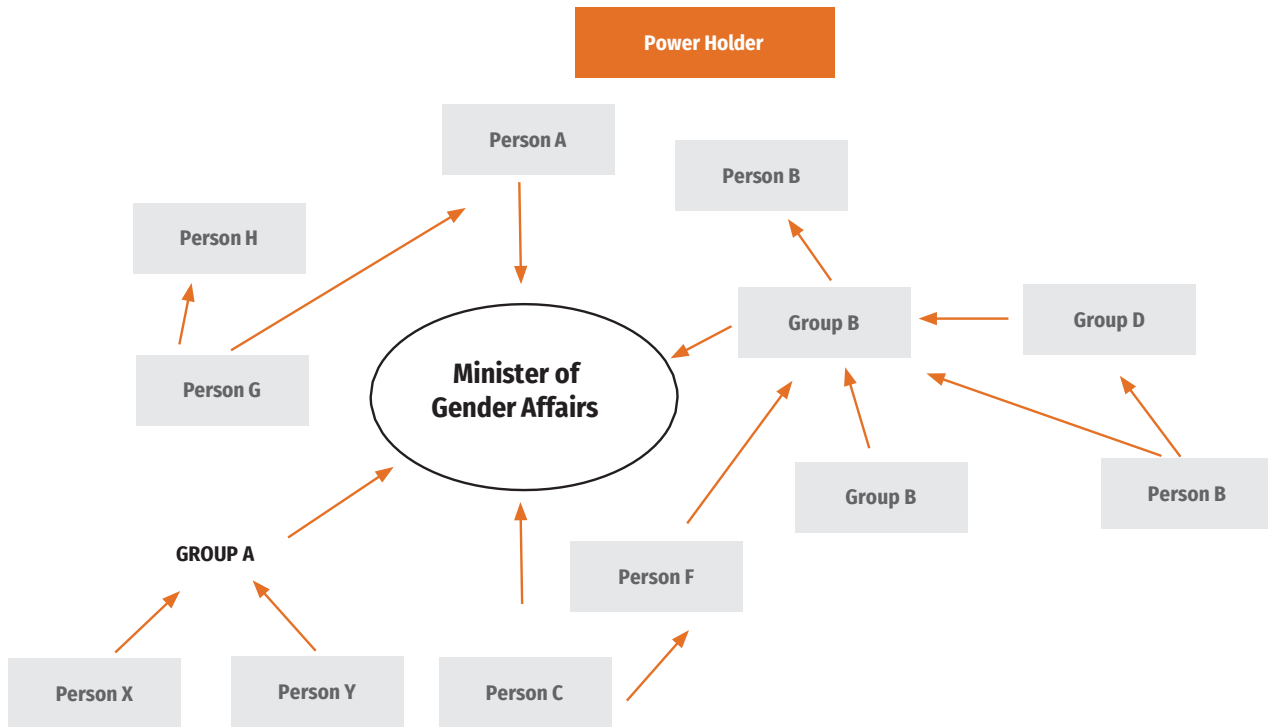 Power Holder
Person A
Person B
Person H
Group B
Group D
Minister of
Gender Affairs
Person G
Group B
Person B
GROUP A
Person F
Person X
Person Y
Person C